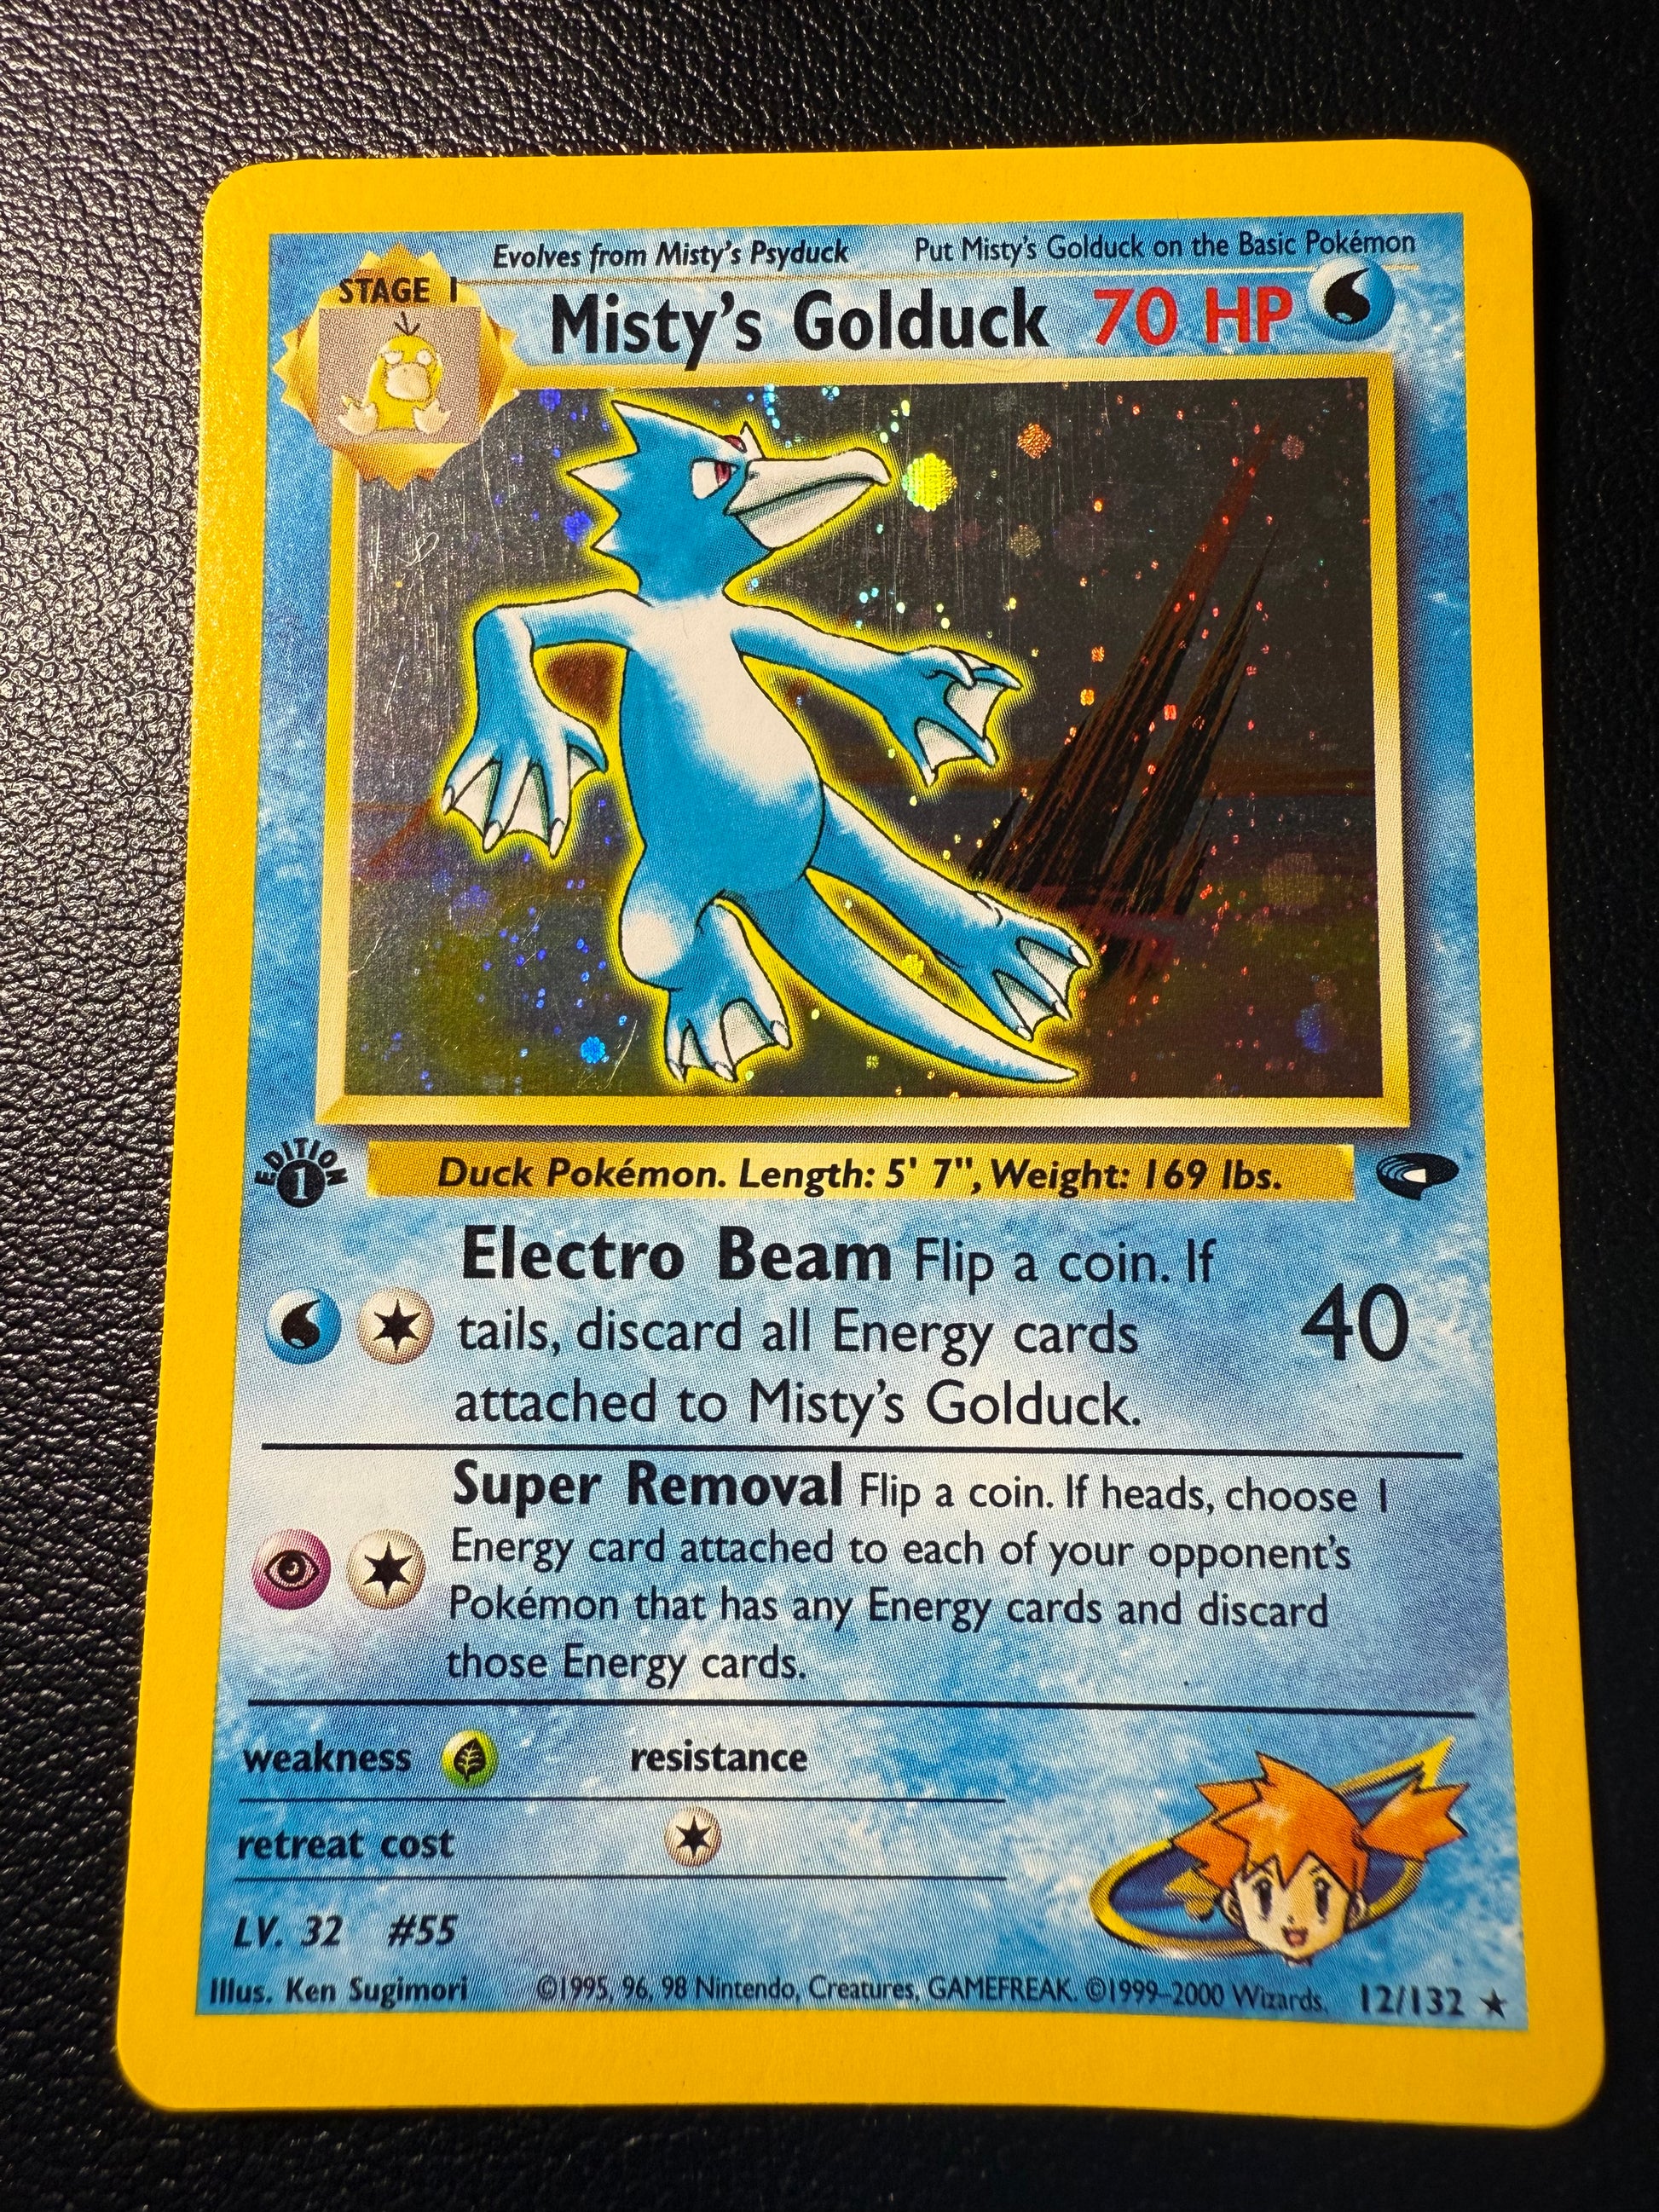 Evolves from Misty's Psyduck Put Misty's Golduck on the Basic Pokémon
STAGE 1
Misty's Golduck 70 HP
EDITION
1
Duck Pokémon. Length: 5' 7", Weight: 169 lbs.
Electro Beam Flip a coin. If
tails, discard all Energy cards
attached to Misty's Golduck.
40
Super Removal Flip a coin. If heads, choose 1
Energy card attached to each of your opponent's
Pokémon that has any Energy cards and discard
those Energy cards.
weakness resistance
retreat cost
LV. 32 #55
Illus. Ken Sugimori ©1995, 96, 98 Nintendo, Creatures, GAMEFREAK. ©1999–2000 Wizards. 12/132 ★